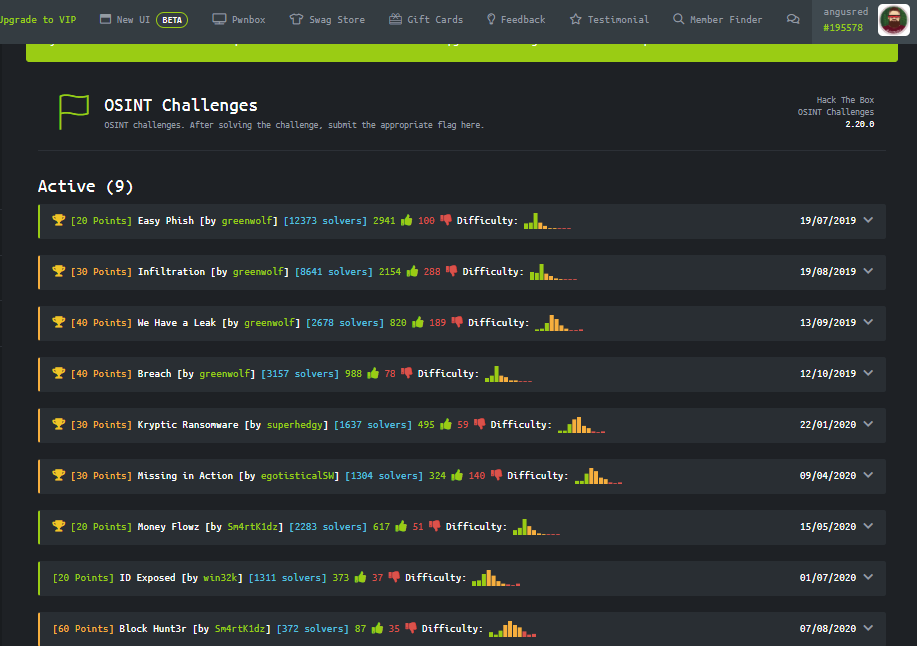 Upgrade to VIP New UI BETA Pwnbox Swag Store Gift Cards Feedback Testimonial Member Finder angusred
#195578
OSINT Challenges
OSINT challenges. After solving the challenge, submit the appropriate flag here.
Hack The Box
OSINT Challenges
2.20.0
Active (9)
[20 Points] Easy Phish [by greenwolf] [12373 solvers] 2941 100 Difficulty: 19/07/2019
[30 Points] Infiltration [by greenwolf] [8641 solvers] 2154 288 Difficulty: 19/08/2019
[40 Points] We Have a Leak [by greenwolf] [2678 solvers] 820 189 Difficulty: 13/09/2019
[40 Points] Breach [by greenwolf] [3157 solvers] 988 78 Difficulty: 12/10/2019
[30 Points] Kryptic Ransomware [by superhedgy] [1637 solvers] 495 59 Difficulty: 22/01/2020
[30 Points] Missing in Action [by egotisticalSW] [1304 solvers] 324 140 Difficulty: 09/04/2020
[20 Points] Money Flowz [by Sm4rtK1dz] [2283 solvers] 617 51 Difficulty: 15/05/2020
[20 Points] ID Exposed [by win32k] [1311 solvers] 373 37 Difficulty: 01/07/2020
[60 Points] Block Hunt3r [by Sm4rtK1dz] [372 solvers] 87 35 Difficulty: 07/08/2020